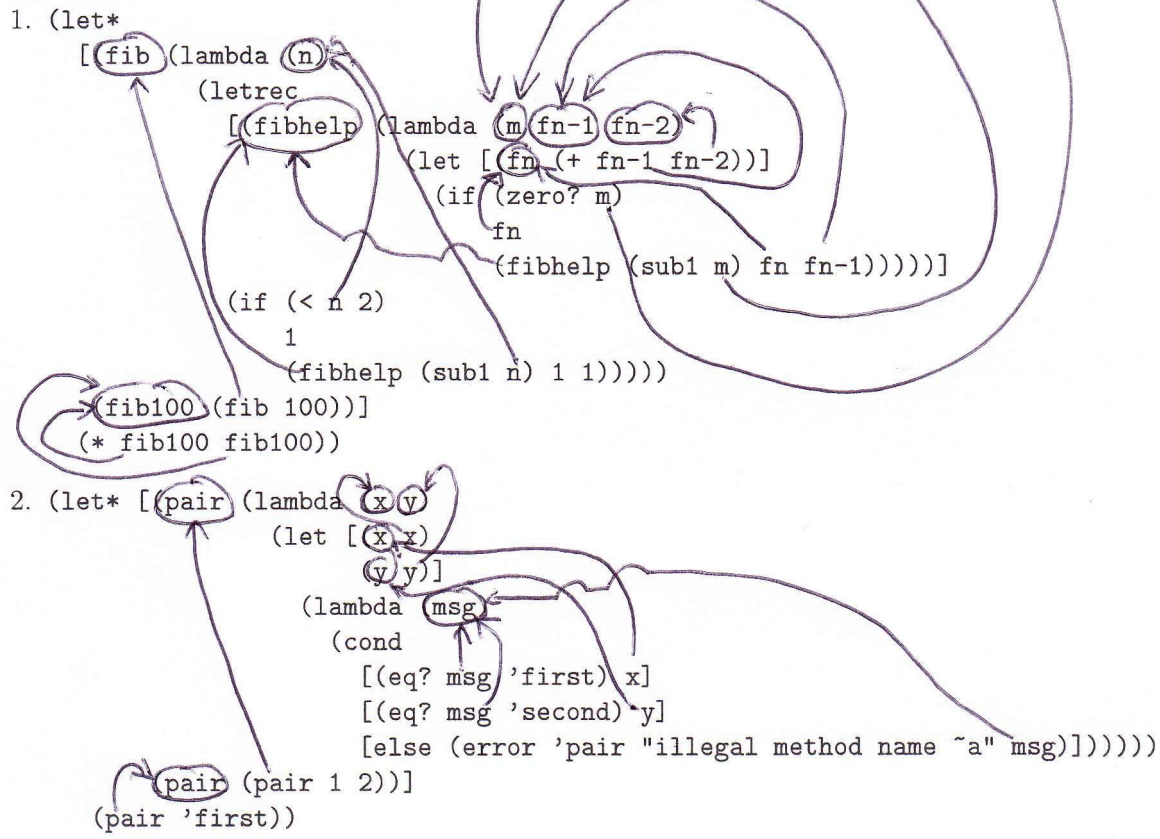 1. (let*
[(fib (lambda (n)
(letrec
[(fibhelp (lambda (m fn-1 fn-2)
(let [(fn (+ fn-1 fn-2))]
(if (zero? m)
fn
(fibhelp (sub1 m) fn fn-1)))))]
(if (< n 2)
1
(fibhelp (sub1 n) 1 1)))))
(fib100 (fib 100))]
(* fib100 fib100))
2. (let* [(pair (lambda (x y)
(let [(x x)
(y y)]
(lambda (msg)
(cond
[(eq? msg 'first) x]
[(eq? msg 'second) y]
[else (error 'pair "illegal method name ~a" msg)])))))
(pair (pair 1 2))]
(pair 'first))